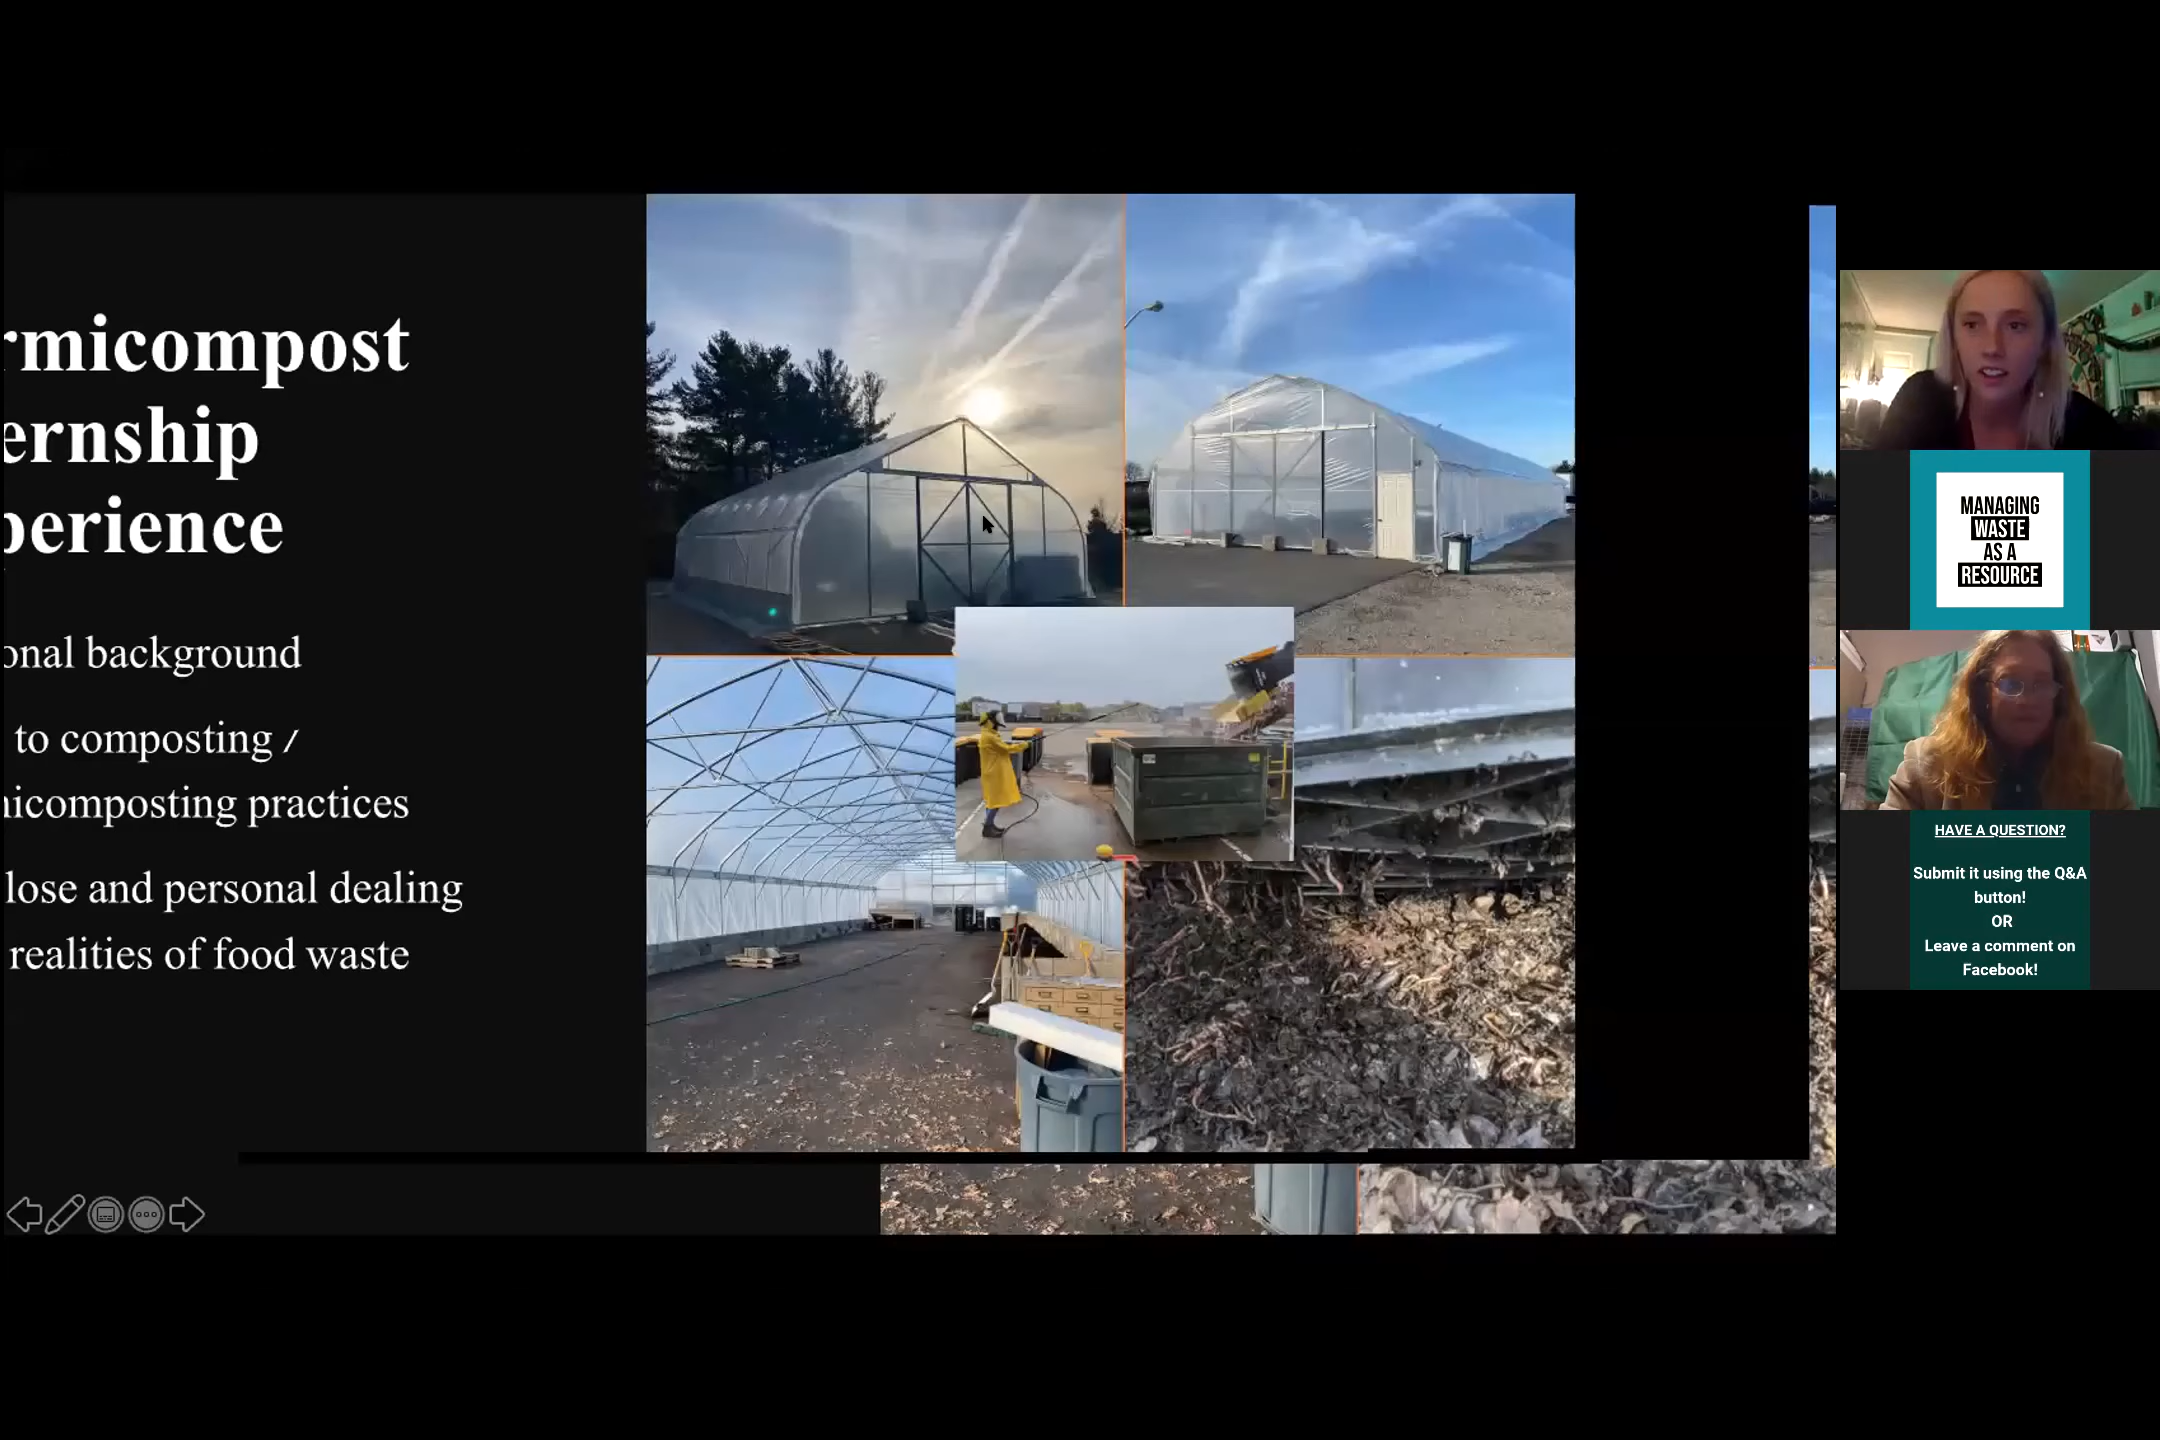 rmicompost
ernship
perience
onal background
to composting /
nicomposting practices
lose and personal dealing
realities of food waste
MANAGING
WASTE
AS A
RESOURCE
HAVE A QUESTION?
Submit it using the Q&A
button!
OR
Leave a comment on
Facebook!